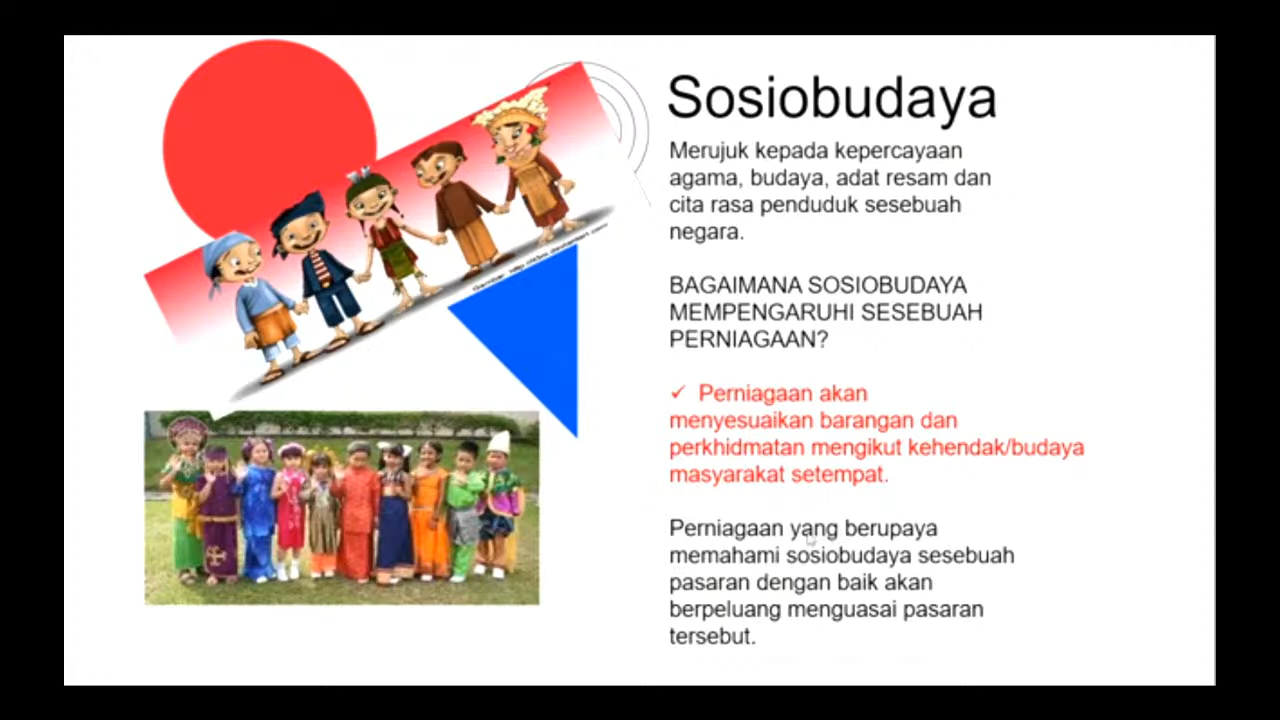 Sosiobudaya
Merujuk kepada kepercayaan
agama, budaya, adat resam dan
cita rasa penduduk sesebuah
negara.
BAGAIMANA SOSIOBUDAYA
MEMPENGARUHI SESEBUAH
PERNIAGAAN?
✓ Perniagaan akan
menyesuaikan barangan dan
perkhidmatan mengikut kehendak/budaya
masyarakat setempat.
Perniagaan yang berupaya
memahami sosiobudaya sesebuah
pasaran dengan baik akan
berpeluang menguasai pasaran
tersebut.